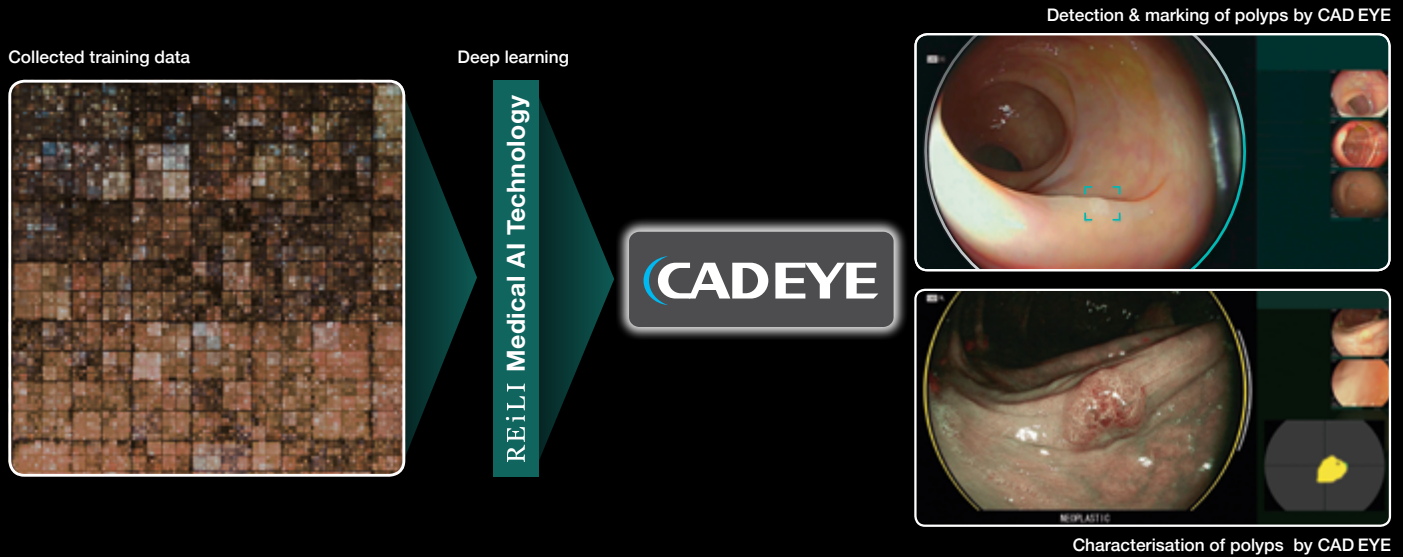 Detection & marking of polyps by CAD EYE
Collected training data
Deep learning
REiLI Medical AI Technology
CAD EYE
NEOPLASTIC
Characterisation of polyps by CAD EYE